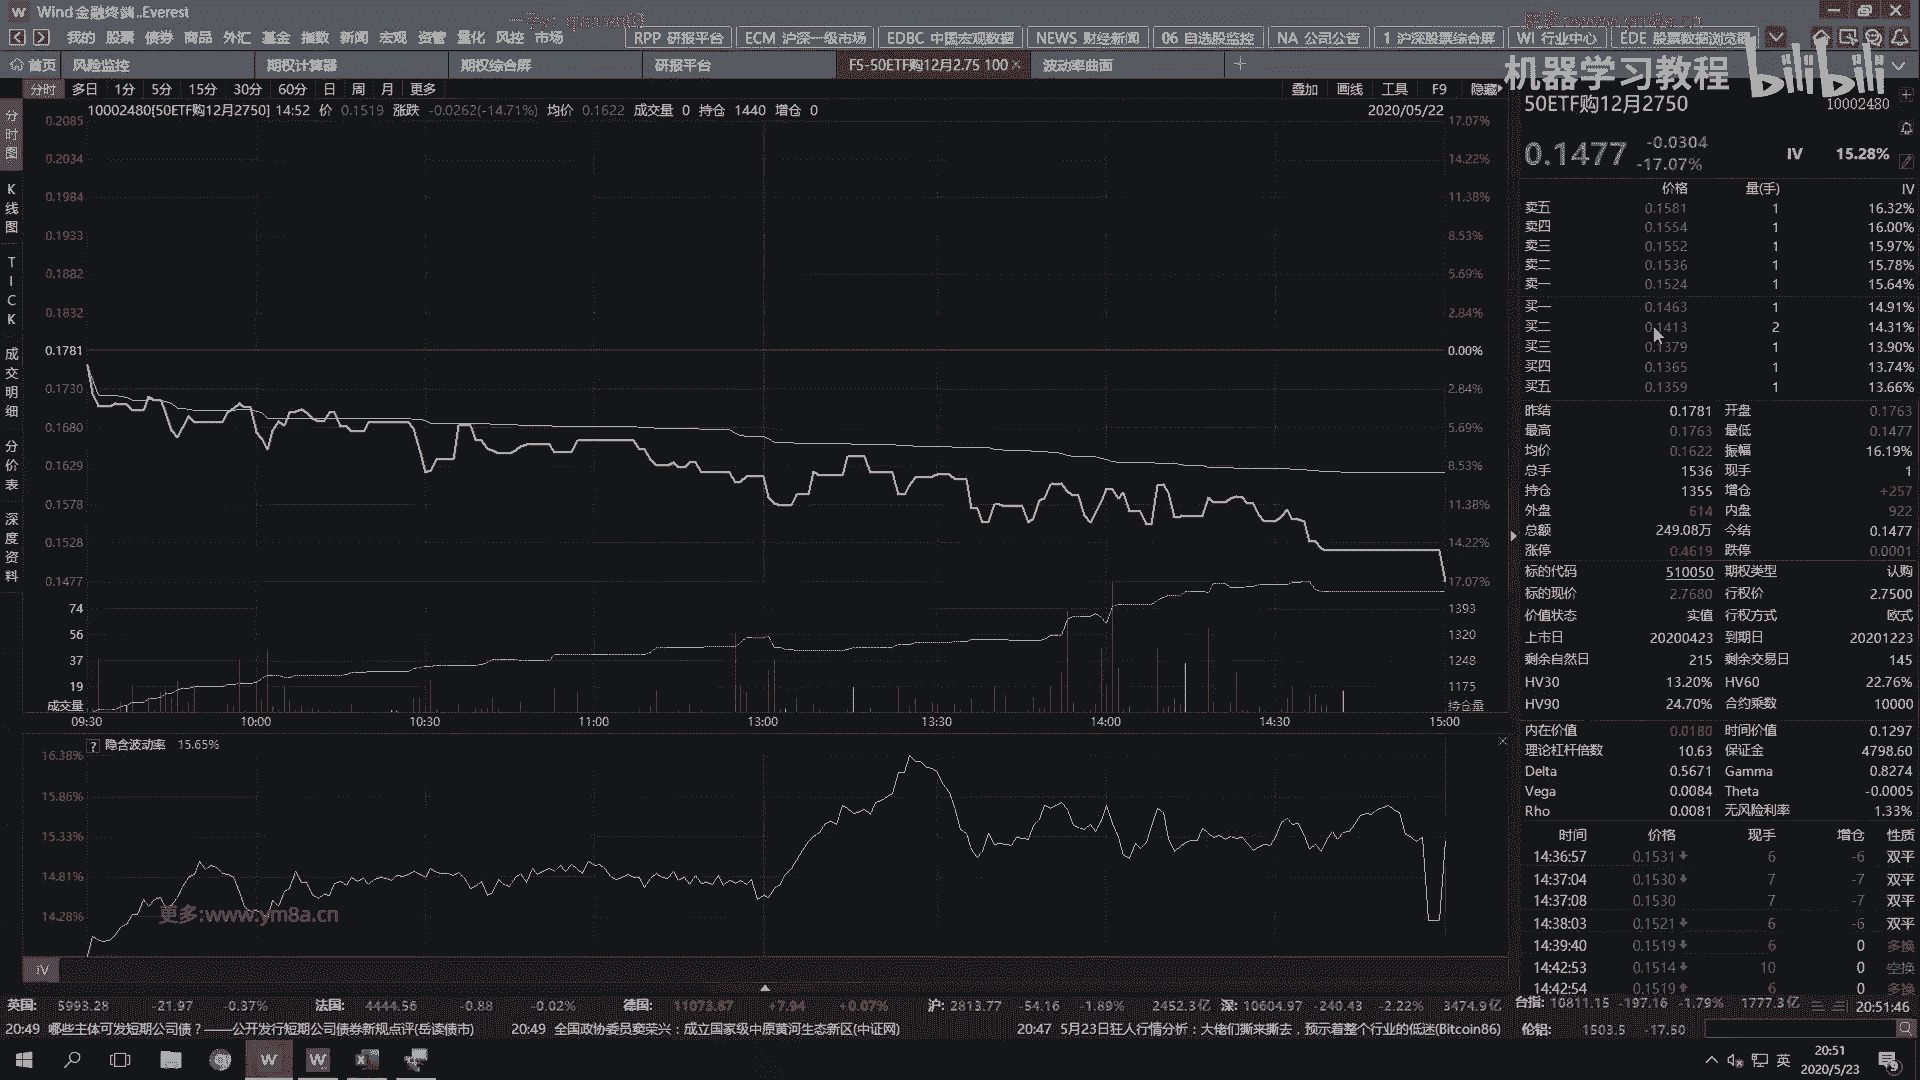 Wind金融终端..Everest
我的 股票 债券 商品 外汇 基金 指数 新闻 宏观 资管 量化 风控 市场 RPP 研报平台 ECM 沪深一级市场 EDBC 中国宏观数据 NEWS 财经新闻 06 自选股监控 NA 公司公告 1 沪深股票综合屏 WI 行业中心 EDE 股票数据浏览器
更多:www.ym8a.cn
首页 风险监控 期权计算器 期权综合屏 研报平台 F5-50ETF购12月2.75 100 × 波动率曲面 +
机器学习教程 bilibili
分时 多日 1分 5分 15分 30分 60分 日 周 月 更多 叠加 画线 工具 F9 隐藏
10002480[50ETF购12月2750] 14:52 价 0.1519 涨跌 -0.0262(-14.71%) 均价 0.1622 成交量 0 持仓 1440 增仓 0 2020/05/22
分时图
K线图
TICK
成交明细
分价表
深度资料
0.2085 17.07%
0.2034 14.22%
0.1984 11.38%
0.1933 8.53%
0.1882 5.69%
0.1832 2.84%
0.1781 0.00%
0.1730 2.84%
0.1680 5.69%
0.1629 8.53%
0.1578 11.38%
0.1528 14.22%
0.1477 17.07%
74 1393
56 1320
37 1248
19 1175
成交量 持仓量
09:30 10:00 10:30 11:00 13:00 13:30 14:00 14:30 15:00
? 隐含波动率 15.65%
16.38%
15.86%
15.33%
14.81%
14.28%
更多:www.ym8a.cn
IV
50ETF购12月2750 10002480
0.1477 -0.0304 -17.07% IV 15.28%
价格 量(手) IV
卖五 0.1581 1 16.32%
卖四 0.1554 1 16.00%
卖三 0.1552 1 15.97%
卖二 0.1536 1 15.78%
卖一 0.1524 1 15.64%
买一 0.1463 1 14.91%
买二 0.1413 2 14.31%
买三 0.1379 1 13.90%
买四 0.1365 1 13.74%
买五 0.1359 1 13.66%
昨结 0.1781 开盘 0.1763
最高 0.1763 最低 0.1477
均价 0.1622 振幅 16.19%
总手 1536 现手 1
持仓 1355 增仓 +257
外盘 614 内盘 922
总额 249.08万 今结 0.1477
涨停 0.4619 跌停 0.0001
标的代码 510050 期权类型 认购
标的现价 2.7680 行权价 2.7500
价值状态 实值 行权方式 欧式
上市日 20200423 到期日 20201223
剩余自然日 215 剩余交易日 145
HV30 13.20% HV60 22.76%
HV90 24.70% 合约乘数 10000
内在价值 0.0180 时间价值 0.1297
理论杠杆倍数 10.63 保证金 4798.60
Delta 0.5671 Gamma 0.8274
Vega 0.0084 Theta -0.0005
Rho 0.0081 无风险利率 1.33%
时间 价格 现手 增仓 性质
14:36:57 0.1531 6 -6 双平
14:37:04 0.1530 7 -7 双平
14:37:08 0.1530 7 -7 双平
14:38:03 0.1521 6 -6 双平
14:39:40 0.1519 6 0 多换
14:42:53 0.1514 10 0 空换
14:42:54 0.1519 6 0 多换
英国: 5993.28 -21.97 -0.37% 法国: 4444.56 -0.88 -0.02% 德国: 11073.87 +7.94 +0.07% 沪: 2813.77 -54.16 -1.89% 2452.3亿 深: 10604.97 -240.43 -2.22% 3474.9亿 台指: 10811.15 -197.16 -1.79% 1777.3亿 20:51:46
20:49 哪些主体可发短期公司债？——公开发行短期公司债券新规点评(岳读债市) 20:49 全国政协委员窦荣兴：成立国家级中原黄河生态新区(中证网) 20:47 5月23日狂人行情分析：大佬们撕来撕去，预示着整个行业的低迷(Bitcoin86) 伦铝: 1503.5 -17.50
英 20:51
2020/5/23